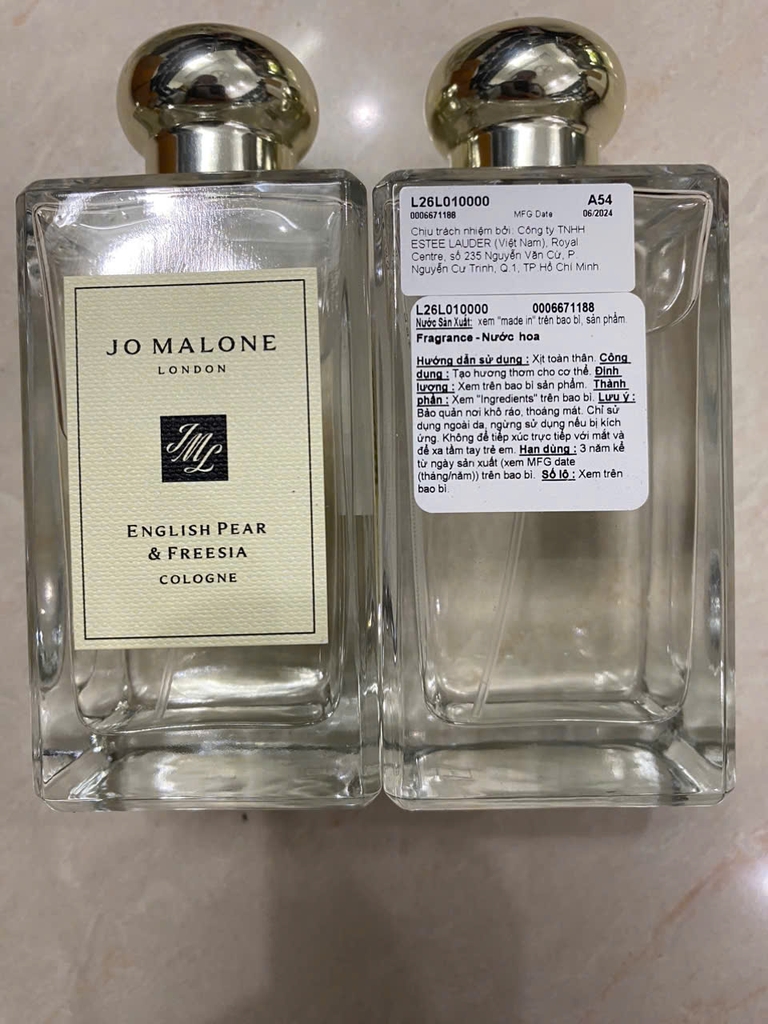 JO MALONE
LONDON
JML
ENGLISH PEAR
& FREESIA
COLOGNE
L26L010000 A54
0006671188 MFG Date 06/2024
Chịu trách nhiệm bởi: Công ty TNHH
ESTEE LAUDER (Việt Nam), Royal
Centre, số 235 Nguyễn Văn Cừ, P.
Nguyễn Cư Trinh, Q.1, TP Hồ Chí Minh
L26L010000 0006671188
Nước Sản Xuất: xem "made in" trên bao bì, sản phẩm.
Fragrance - Nước hoa
Hướng dẫn sử dụng : Xịt toàn thân. Công
dụng : Tạo hương thơm cho cơ thể. Định
lượng : Xem trên bao bì sản phẩm. Thành
phần : Xem "Ingredients" trên bao bì. Lưu ý :
Bảo quản nơi khô ráo, thoáng mát. Chỉ sử
dụng ngoài da, ngừng sử dụng nếu bị kích
ứng. Không để tiếp xúc trực tiếp với mắt và
để xa tầm tay trẻ em. Hạn dùng : 3 năm kể
từ ngày sản xuất (xem MFG date
(tháng/năm)) trên bao bì. Số lô : Xem trên
bao bì.